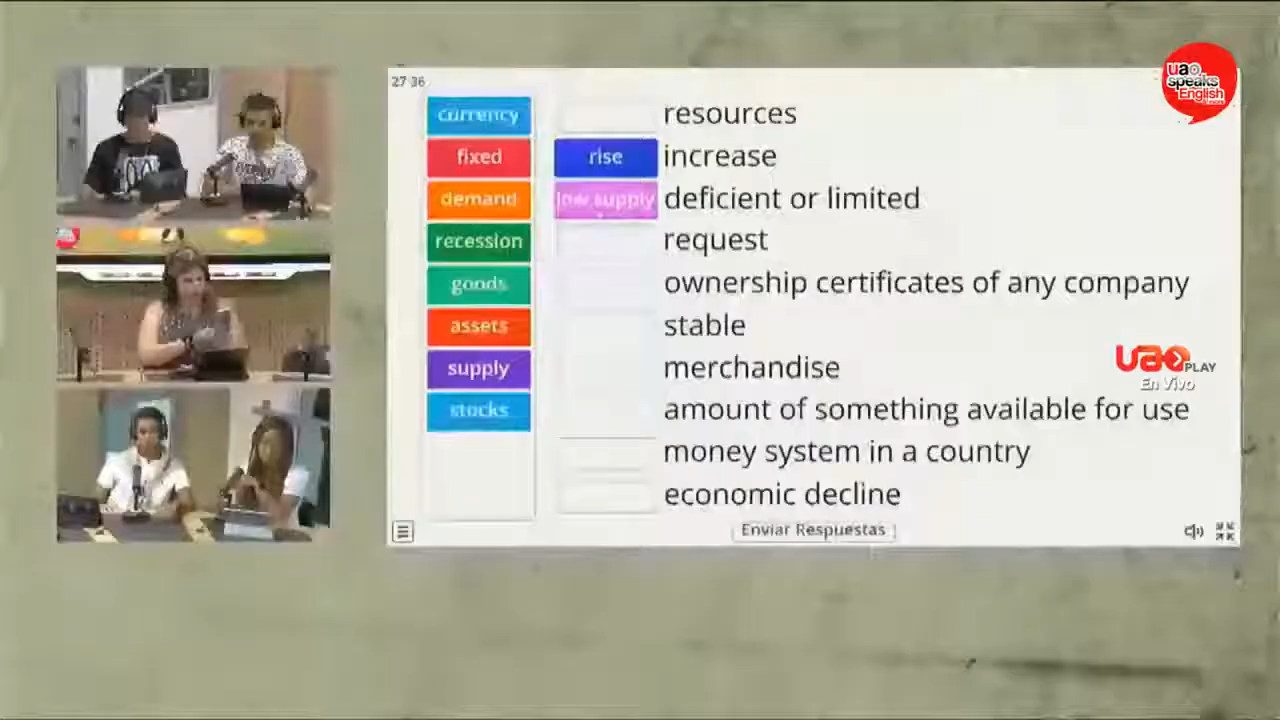 27 36
currency
resources
fixed
rise
increase
demand
low supply
deficient or limited
recession
request
goods
ownership certificates of any company
assets
stable
supply
merchandise
stocks
amount of something available for use
money system in a country
economic decline
Enviar Respuestas
uao
speaks
English
uao PLAY
En Vivo